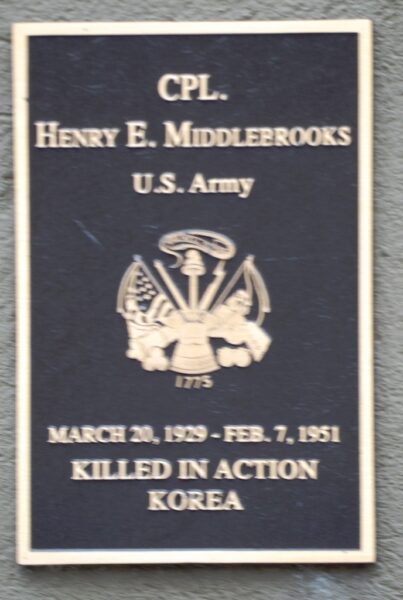 CPL.
HENRY E. MIDDLEBROOKS
U.S. Army
1775
MARCH 20, 1929 - FEB. 7, 1951
KILLED IN ACTION
KOREA